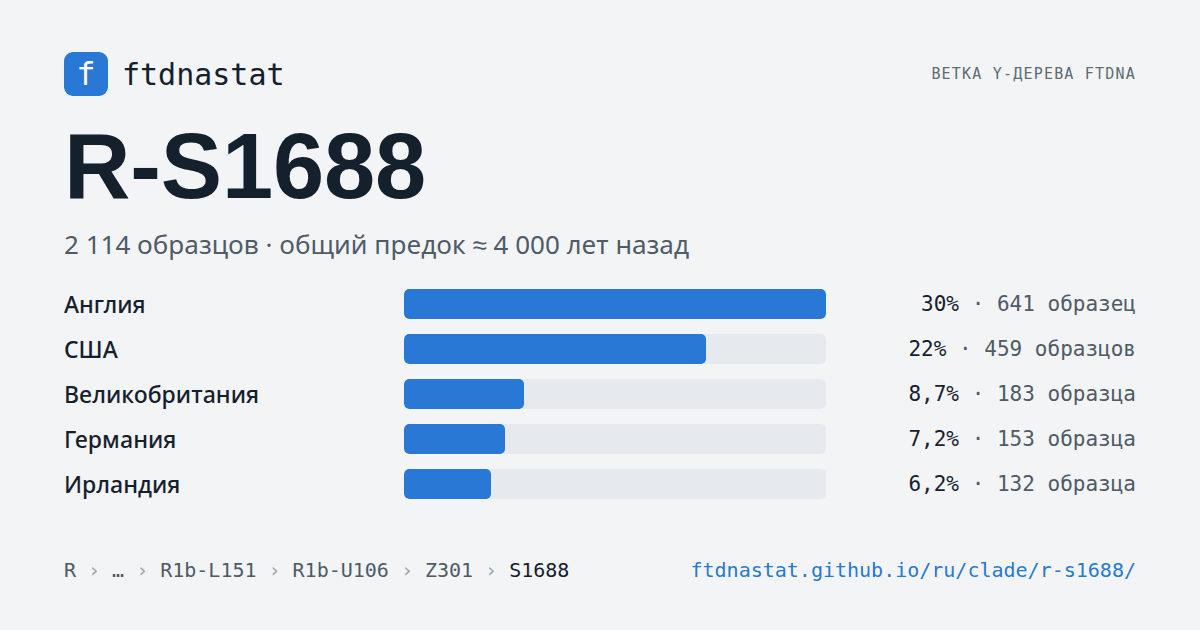 f ftdnastat
ВЕТКА Y-ДЕРЕВА FTDNA
R-S1688
2 114 образцов · общий предок ≈ 4 000 лет назад
Англия 30% · 641 образец
США 22% · 459 образцов
Великобритания 8,7% · 183 образца
Германия 7,2% · 153 образца
Ирландия 6,2% · 132 образца
R › … › R1b-L151 › R1b-U106 › Z301 › S1688
ftdnastat.github.io/ru/clade/r-s1688/